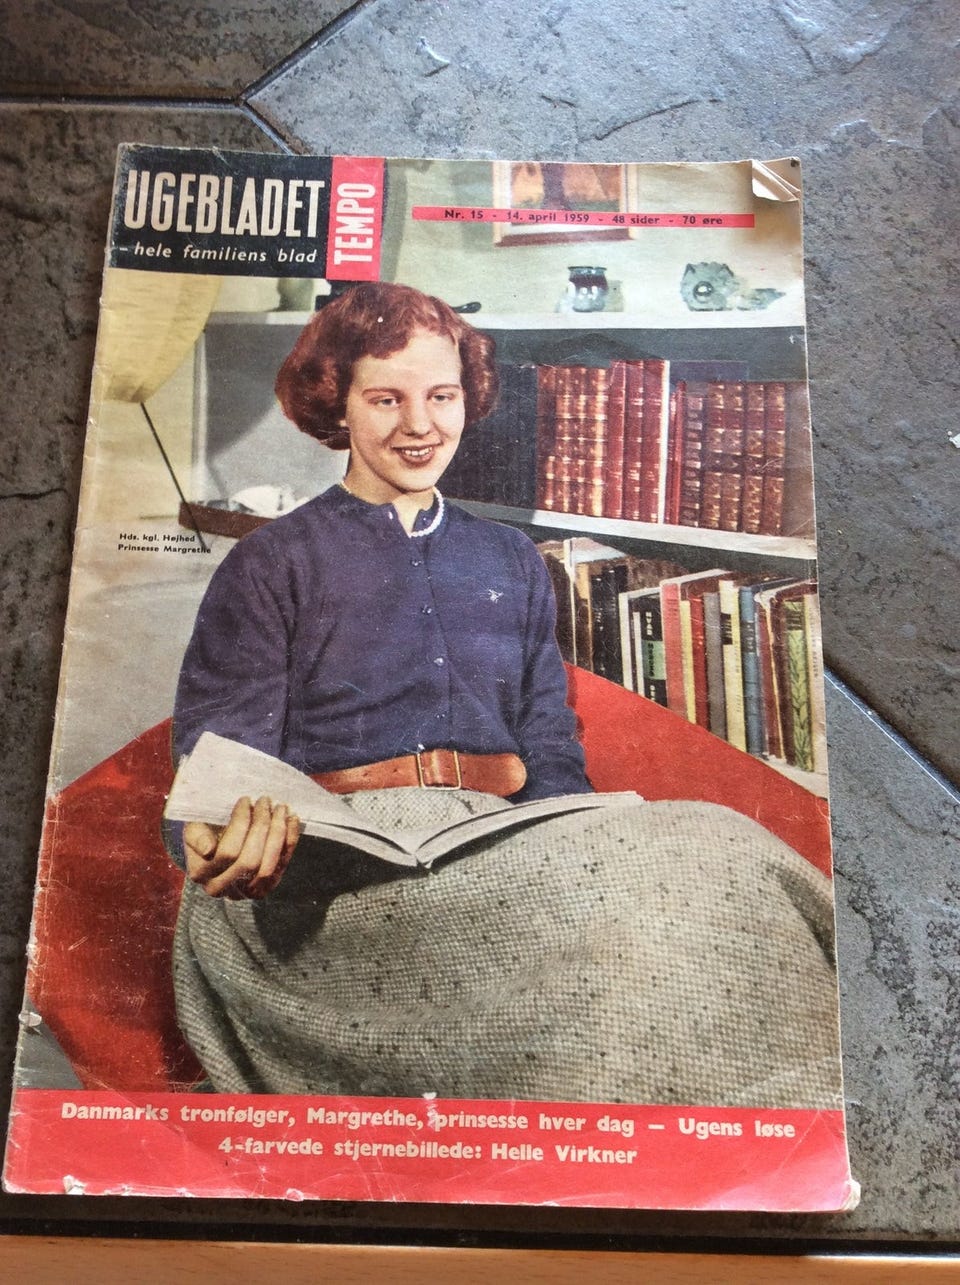 UGEBLADET
TEMPO
- hele familiens blad
Nr. 15 - 14. april 1959 - 48 sider - 70 øre
Hds. kgl. Højhed
Prinsesse Margrethe
Danmarks tronfølger, Margrethe, prinsesse hver dag — Ugens løse
4-farvede stjernebillede: Helle Virkner